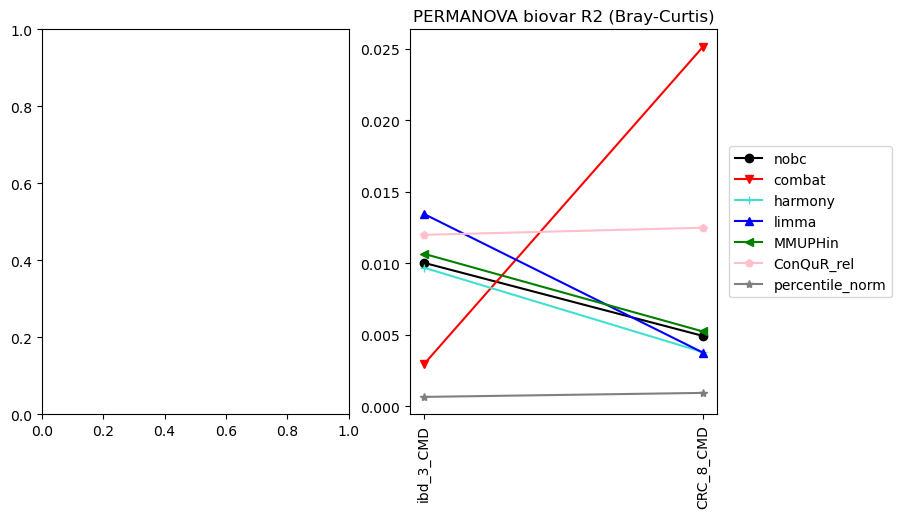 PERMANOVA biovar R2 (Bray-Curtis)
1.0
0.8
0.6
0.4
0.2
0.0
0.0 0.2 0.4 0.6 0.8 1.0
0.025
0.020
0.015
0.010
0.005
0.000
ibd_3_CMD
CRC_8_CMD
nobc
combat
harmony
limma
MMUPHin
ConQuR_rel
percentile_norm